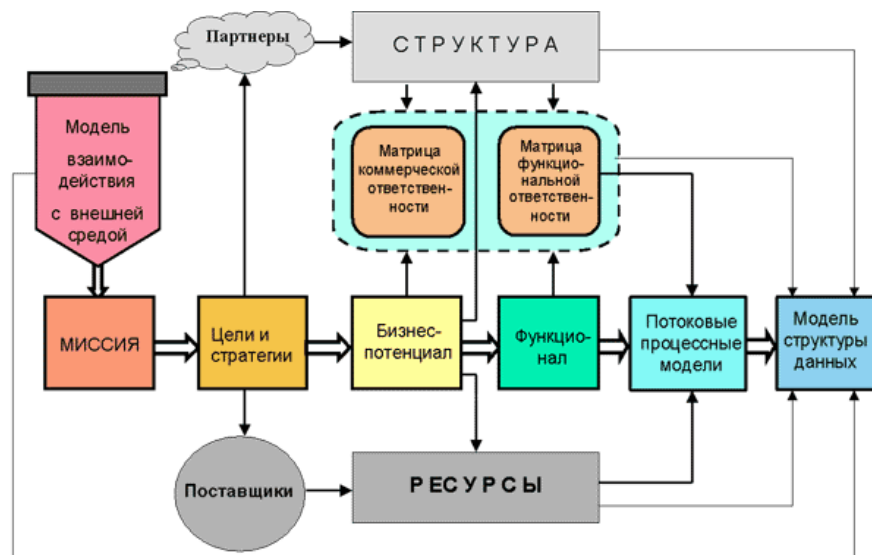 Партнеры
СТРУКТУРА
Модель
взаимо-
действия
с внешней
средой
Матрица
коммерческой
ответствен-
ности
Матрица
функцио-
нальной
ответствен-
ности
МИССИЯ
Цели и
стратегии
Бизнес-
потенциал
Функцио-
нал
Потоковые
процессные
модели
Модель
структуры
данных
Поставщики
РЕСУРСЫ